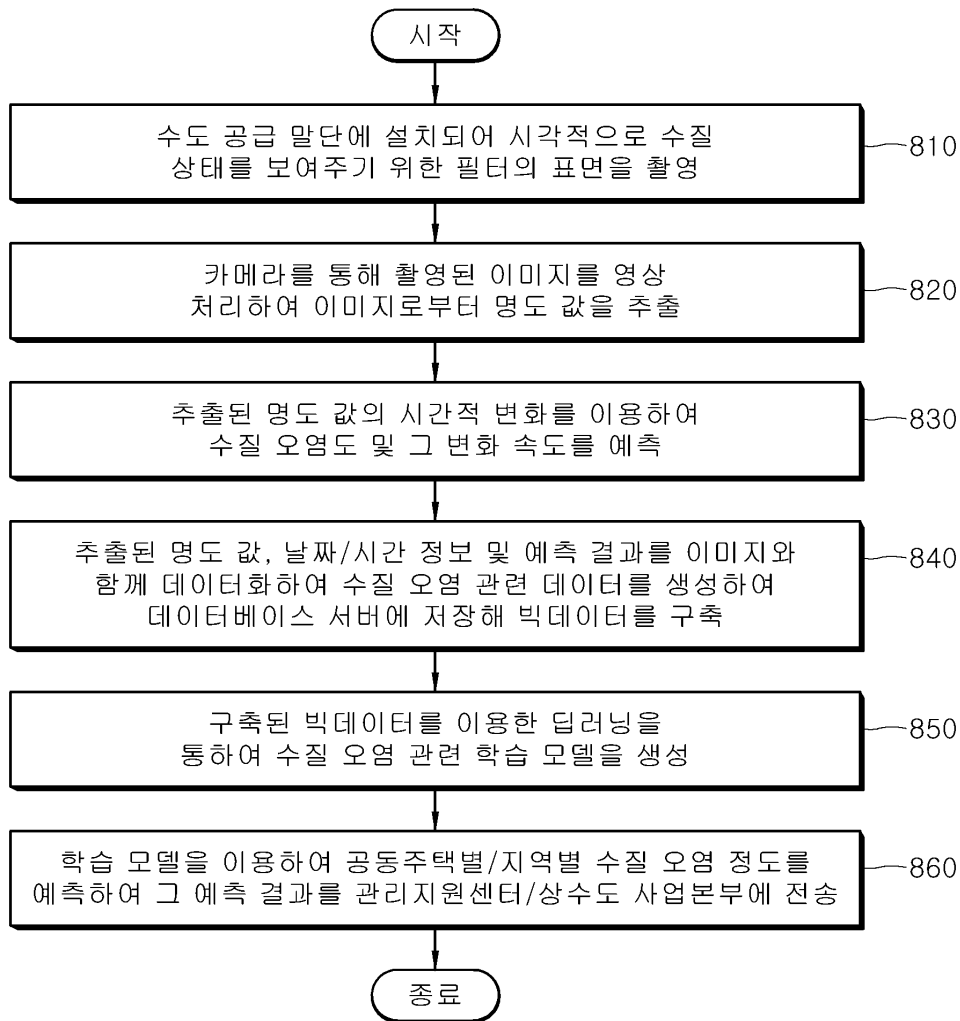 시작
수도 공급 말단에 설치되어 시각적으로 수질
상태를 보여주기 위한 필터의 표면을 촬영
810
카메라를 통해 촬영된 이미지를 영상
처리하여 이미지로부터 명도 값을 추출
820
추출된 명도 값의 시간적 변화를 이용하여
수질 오염도 및 그 변화 속도를 예측
830
추출된 명도 값, 날짜/시간 정보 및 예측 결과를 이미지와
함께 데이터화하여 수질 오염 관련 데이터를 생성하여
데이터베이스 서버에 저장해 빅데이터를 구축
840
구축된 빅데이터를 이용한 딥러닝을
통하여 수질 오염 관련 학습 모델을 생성
850
학습 모델을 이용하여 공동주택별/지역별 수질 오염 정도를
예측하여 그 예측 결과를 관리지원센터/상수도 사업본부에 전송
860
종료